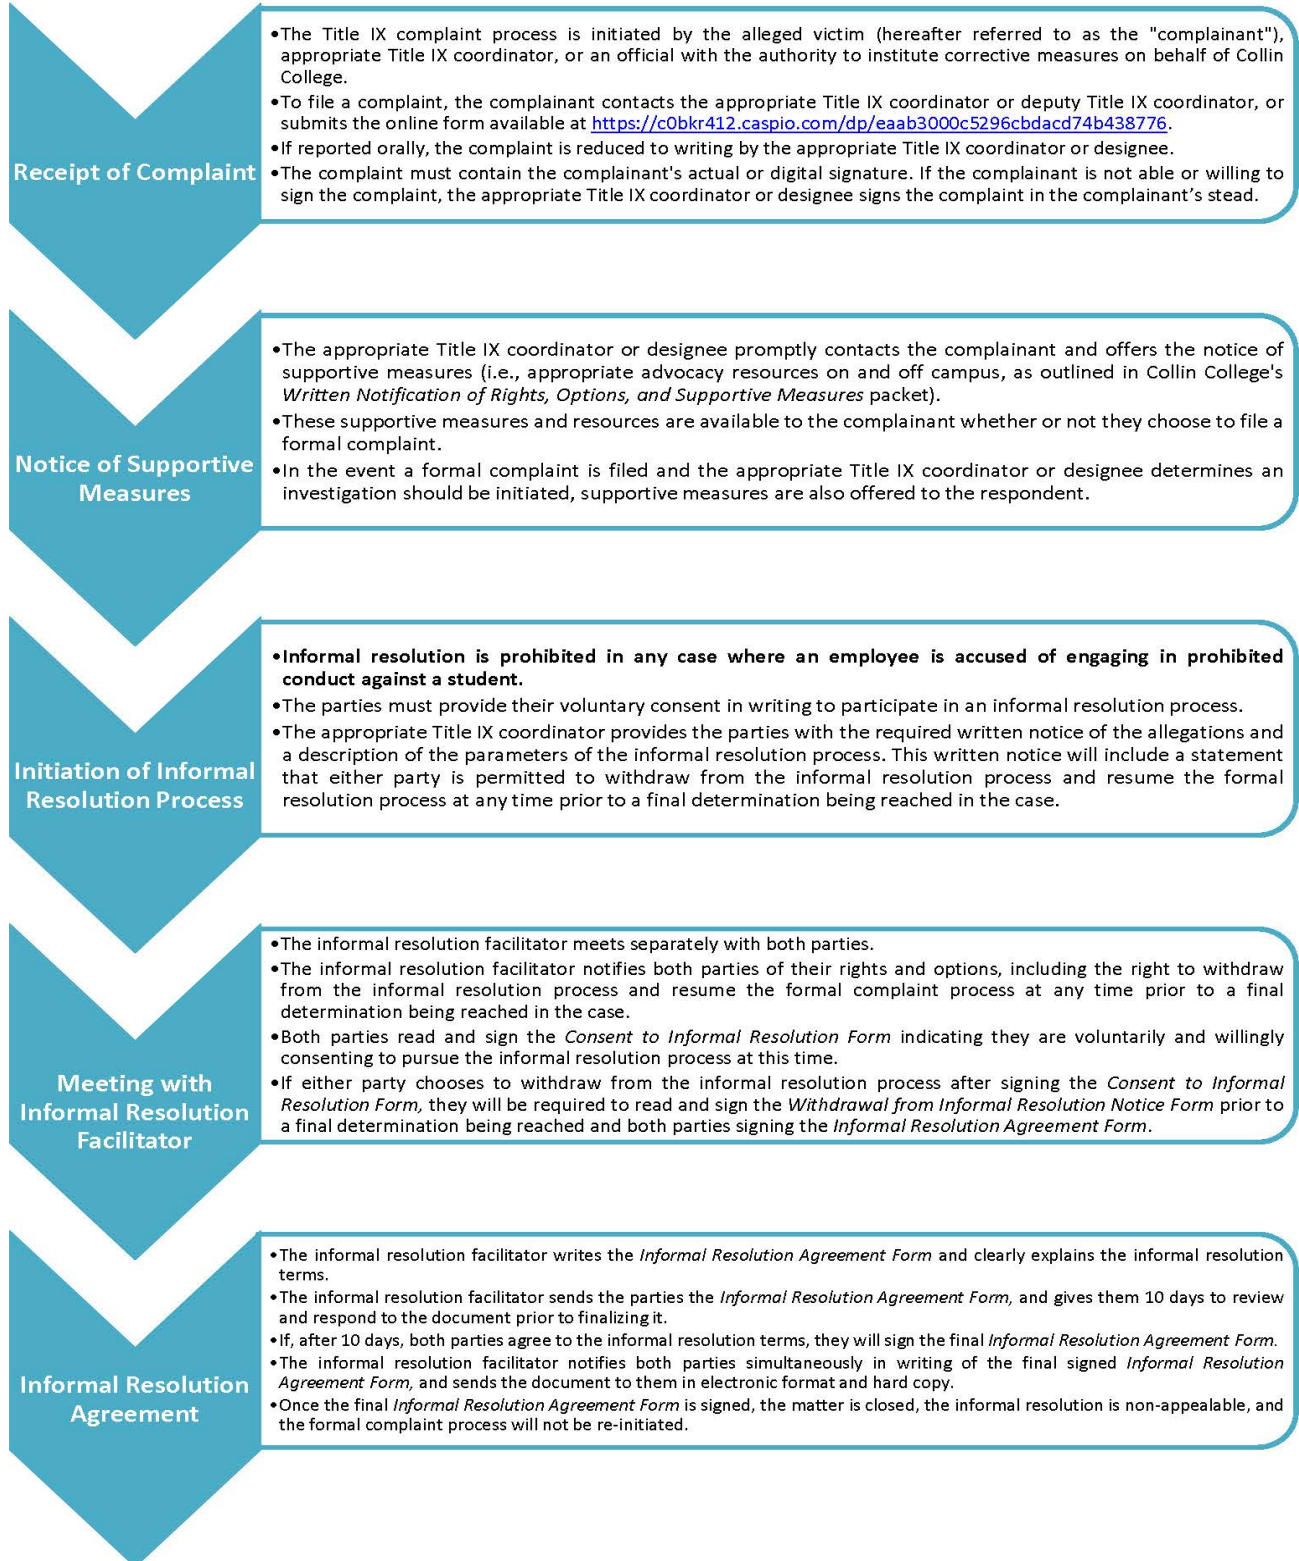 •The Title IX complaint process is initiated by the alleged victim (hereafter referred to as the "complainant"),
appropriate Title IX coordinator, or an official with the authority to institute corrective measures on behalf of Collin
College.
•To file a complaint, the complainant contacts the appropriate Title IX coordinator or deputy Title IX coordinator, or
submits the online form available at https://c0bkr412.caspio.com/dp/eaab3000c5296cbdacd74b438776.
•If reported orally, the complaint is reduced to writing by the appropriate Title IX coordinator or designee.
Receipt of Complaint
•The complaint must contain the complainant's actual or digital signature. If the complainant is not able or willing to
sign the complaint, the appropriate Title IX coordinator or designee signs the complaint in the complainant’s stead.
•The appropriate Title IX coordinator or designee promptly contacts the complainant and offers the notice of
supportive measures (i.e., appropriate advocacy resources on and off campus, as outlined in Collin College's
Written Notification of Rights, Options, and Supportive Measures packet).
•These supportive measures and resources are available to the complainant whether or not they choose to file a
formal complaint.
Notice of Supportive
Measures
•In the event a formal complaint is filed and the appropriate Title IX coordinator or designee determines an
investigation should be initiated, supportive measures are also offered to the respondent.
•Informal resolution is prohibited in any case where an employee is accused of engaging in prohibited
conduct against a student.
•The parties must provide their voluntary consent in writing to participate in an informal resolution process.
•The appropriate Title IX coordinator provides the parties with the required written notice of the allegations and
a description of the parameters of the informal resolution process. This written notice will include a statement
that either party is permitted to withdraw from the informal resolution process and resume the formal
resolution process at any time prior to a final determination being reached in the case.
Initiation of Informal
Resolution Process
•The informal resolution facilitator meets separately with both parties.
•The informal resolution facilitator notifies both parties of their rights and options, including the right to withdraw
from the informal resolution process and resume the formal complaint process at any time prior to a final
determination being reached in the case.
•Both parties read and sign the Consent to Informal Resolution Form indicating they are voluntarily and willingly
consenting to pursue the informal resolution process at this time.
•If either party chooses to withdraw from the informal resolution process after signing the Consent to Informal
Resolution Form, they will be required to read and sign the Withdrawal from Informal Resolution Notice Form prior to
a final determination being reached and both parties signing the Informal Resolution Agreement Form.
Meeting with
Informal Resolution
Facilitator
•The informal resolution facilitator writes the Informal Resolution Agreement Form and clearly explains the informal resolution
terms.
•The informal resolution facilitator sends the parties the Informal Resolution Agreement Form, and gives them 10 days to review
and respond to the document prior to finalizing it.
•If, after 10 days, both parties agree to the informal resolution terms, they will sign the final Informal Resolution Agreement Form.
•The informal resolution facilitator notifies both parties simultaneously in writing of the final signed Informal Resolution
Agreement Form, and sends the document to them in electronic format and hard copy.
•Once the final Informal Resolution Agreement Form is signed, the matter is closed, the informal resolution is non-appealable, and
the formal complaint process will not be re-initiated.
Informal Resolution
Agreement